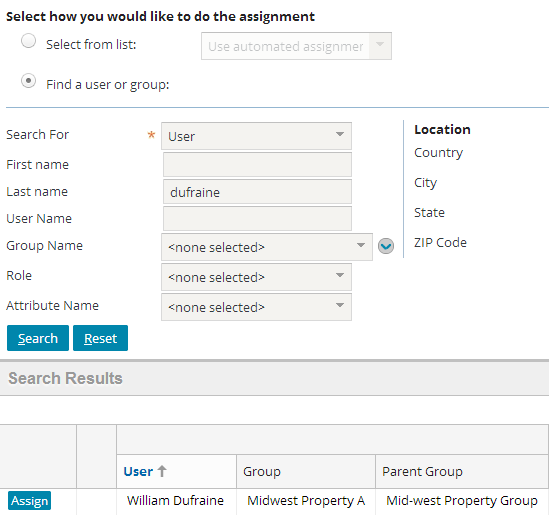 Select how you would like to do the assignment
Select from list: Use automated assignmer
Find a user or group:
Search For * User
Location
First name
Country
Last name dufraine
City
User Name
State
Group Name <none selected>
ZIP Code
Role <none selected>
Attribute Name <none selected>
Search Reset
Search Results
User ↑ Group Parent Group
Assign William Dufraine Midwest Property A Mid-west Property Group